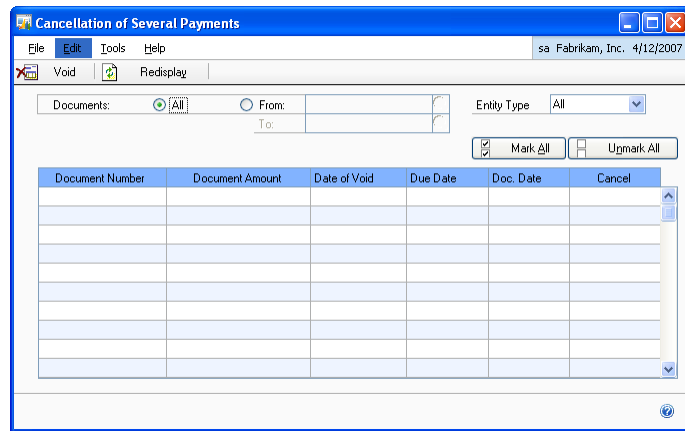 Cancellation of Several Payments
File Edit Tools Help sa Fabrikam, Inc. 4/12/2007
Void Redisplay
Documents: All From: Entity Type All
To:
Mark All Unmark All
Document Number Document Amount Date of Void Due Date Doc. Date Cancel